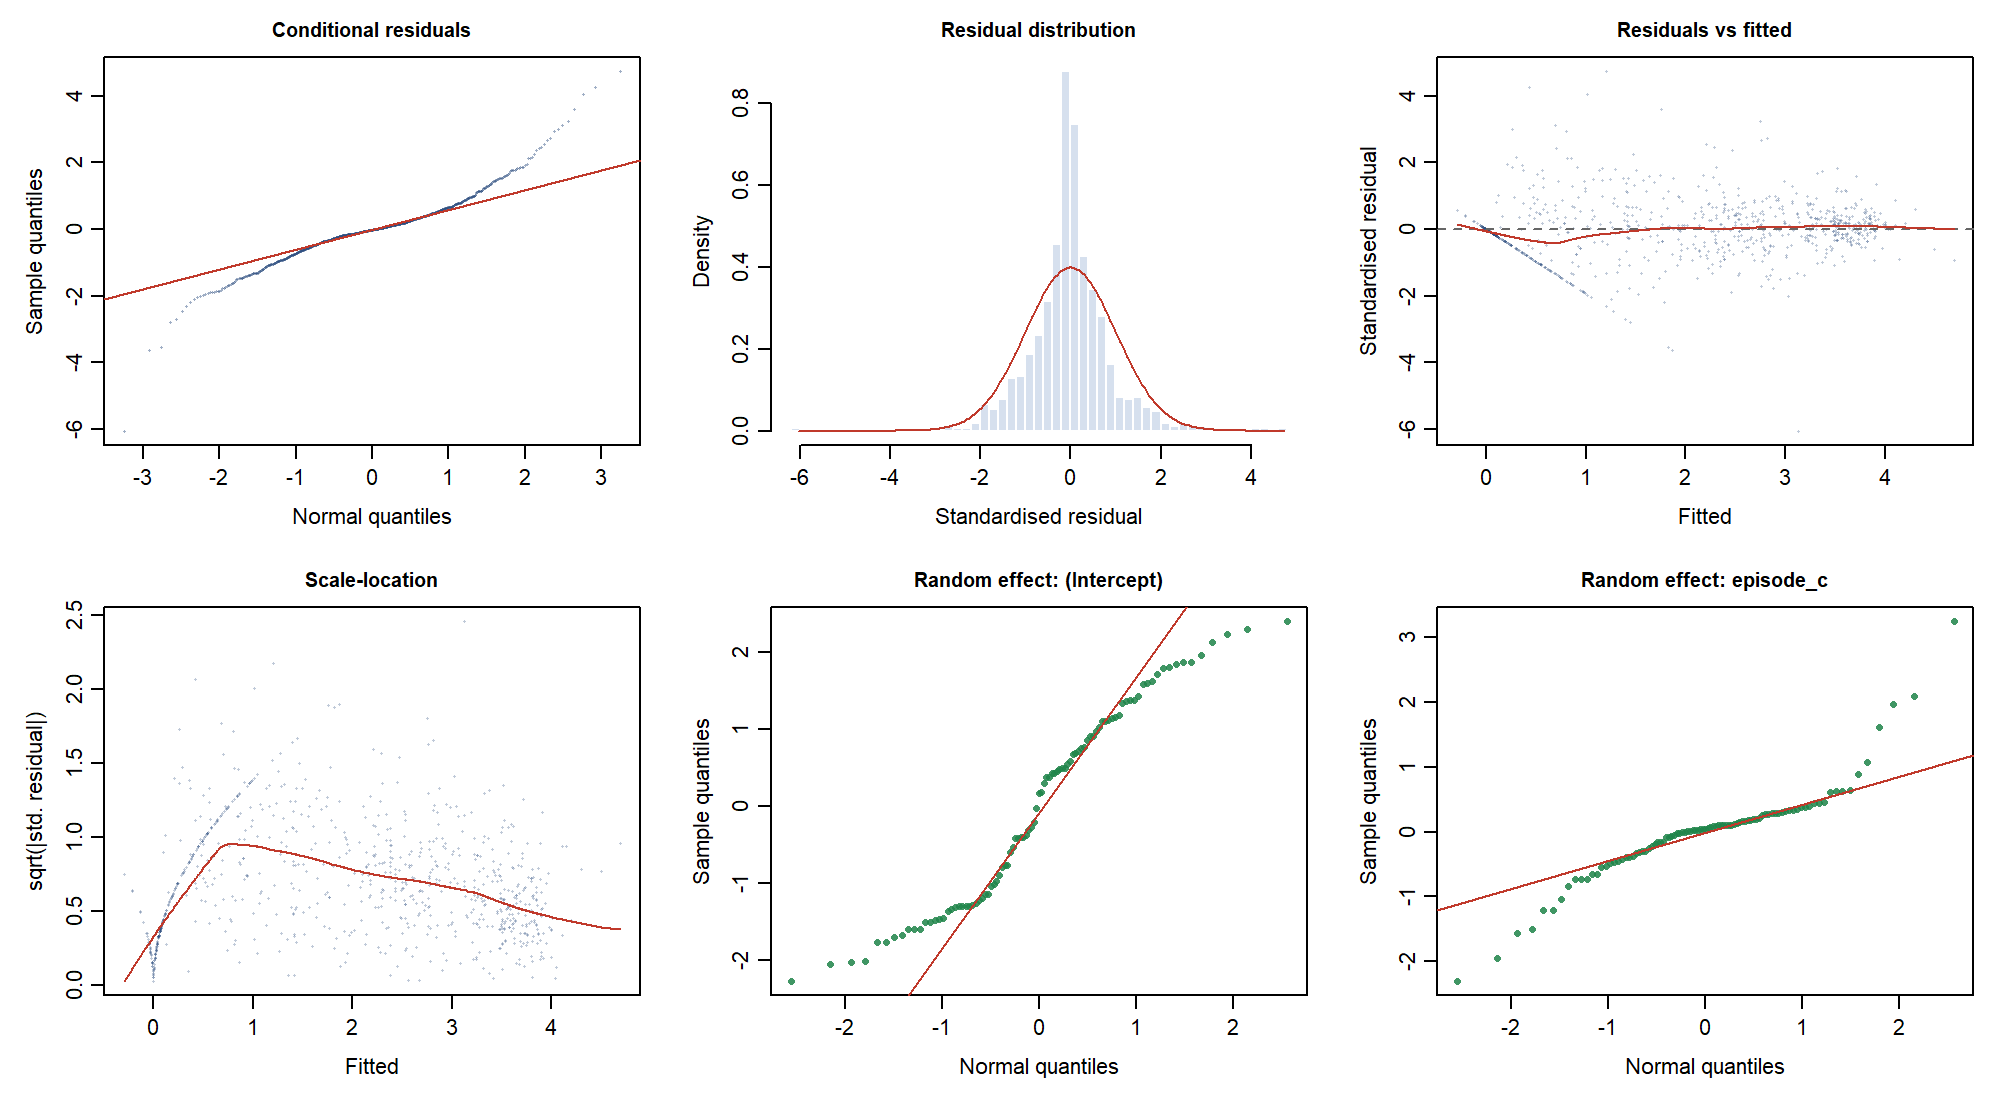 Conditional residuals
Sample quantiles
4
2
0
-2
-4
-6
-3 -2 -1 0 1 2 3
Normal quantiles
Residual distribution
Density
0.8
0.6
0.4
0.2
0.0
-6 -4 -2 0 2 4
Standardised residual
Residuals vs fitted
Standardised residual
4
2
0
-2
-4
-6
0 1 2 3 4
Fitted
Scale-location
sqrt(|std. residual|)
2.5
2.0
1.5
1.0
0.5
0.0
0 1 2 3 4
Fitted
Random effect: (Intercept)
Sample quantiles
2
1
0
-1
-2
-2 -1 0 1 2
Normal quantiles
Random effect: episode_c
Sample quantiles
3
2
1
0
-1
-2
-2 -1 0 1 2
Normal quantiles